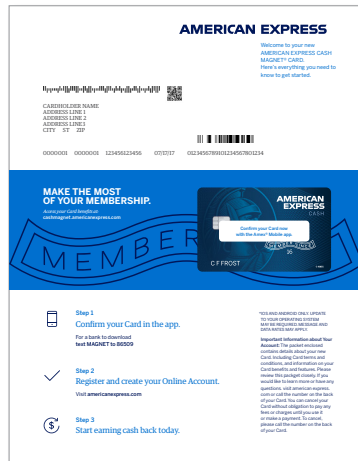 AMERICAN EXPRESS
Welcome to your new
AMERICAN EXPRESS CASH
MAGNET® CARD.
Here's everything you need to
know to get started.
CARDHOLDER NAME
ADDRESS LINE 1
ADDRESS LINE 2
ADDRESS LINE3
CITY ST ZIP
0000001 0000001 123456123456 07/17/17 01234567891012345678O1234
MAKE THE MOST
OF YOUR MEMBERSHIP.
Access your Card benefits at
cashmagnet.americanexpress.com
MEMBER
AMERICAN
EXPRESS
CASH
Confirm your Card now
with the Amex® Mobile app
16
C F FROST
Step 1
Confirm your Card in the app.
For a bank to download
text MAGNET to 86509
Step 2
Register and create your Online Account.
Visit americanexpress.com
Step 3
Start earning cash back today.
*IOS AND ANDROID ONLY. UPDATE
TO YOUR OPERATING SYSTEM
MAY BE REQUIRED. MESSAGE AND
DATA RATES MAY APPLY.
Important Information about Your
Account: The packet enclosed
contains details about your new
Card, including Card terms and
conditions, and information on your
Card benefits and features. Please
review this packet closely. If you
would like to learn more or have any
questions, visit american express.
com or call the number on the back
of your Card. You can cancel your
Card without obligation to pay any
fees or charges until you use it
or make a payment. To cancel,
please call the number on the back
of your Card.